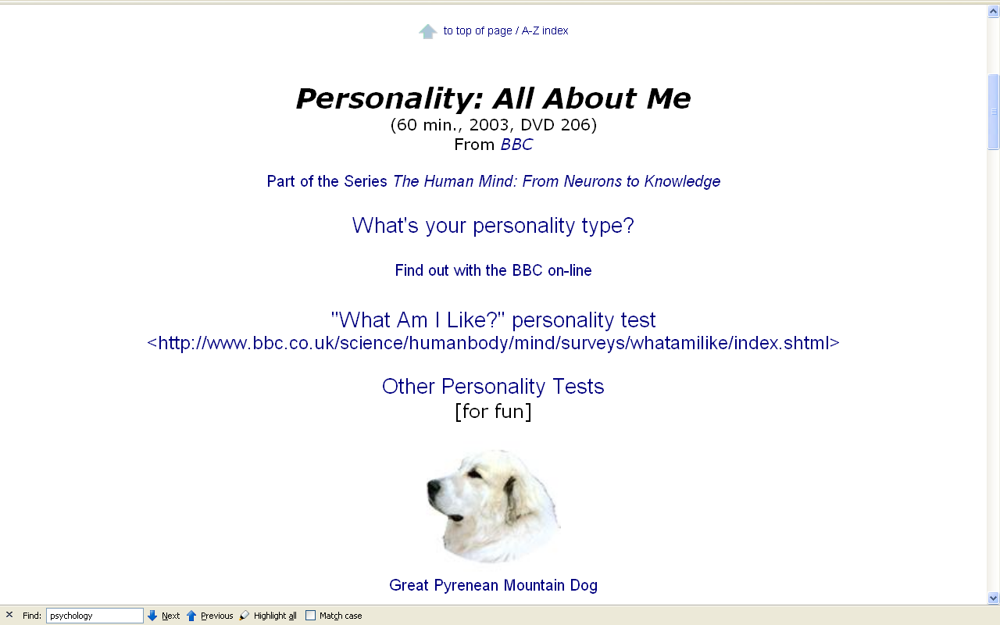 to top of page / A-Z index
Personality: All About Me
(60 min., 2003, DVD 206)
From BBC
Part of the Series The Human Mind: From Neurons to Knowledge
What's your personality type?
Find out with the BBC on-line
"What Am I Like?" personality test
<http://www.bbc.co.uk/science/humanbody/mind/surveys/whatamilike/index.shtml>
Other Personality Tests
[for fun]
Great Pyrenean Mountain Dog
Find: psychology Next Previous Highlight all Match case